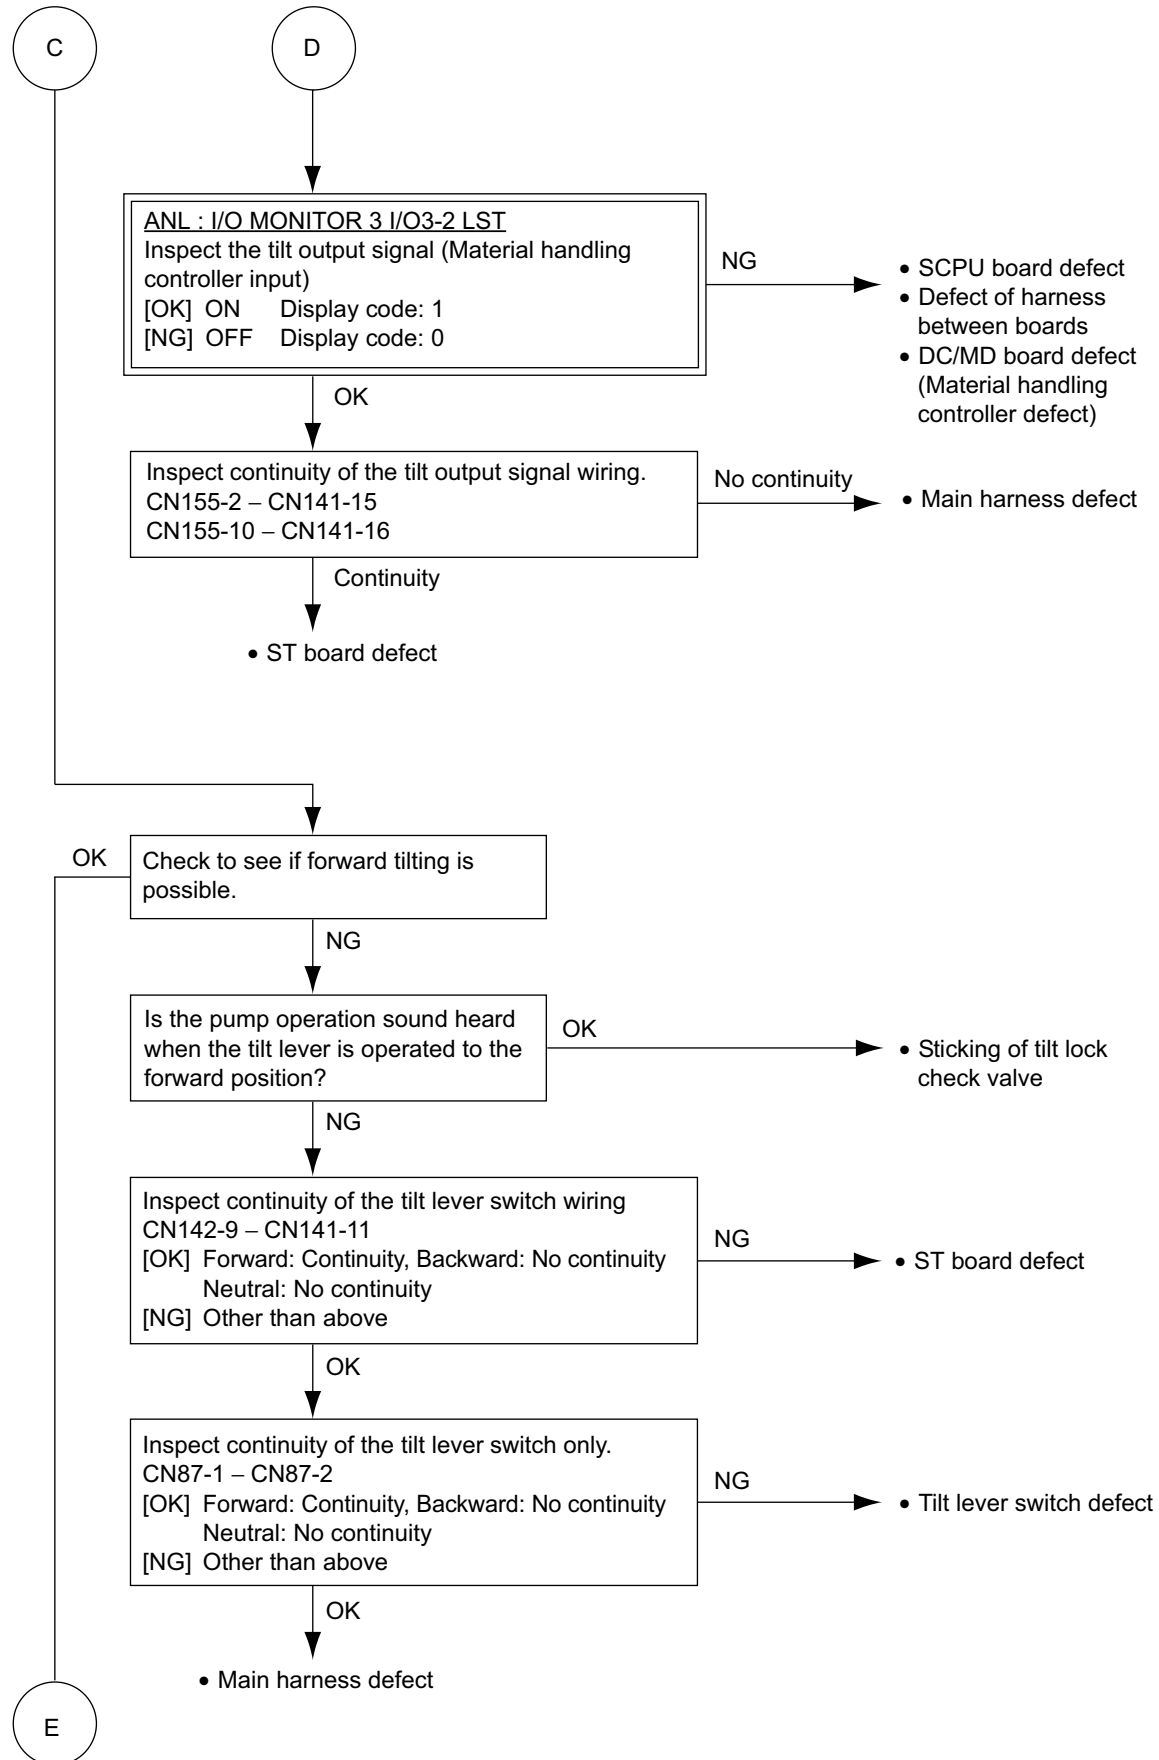 C
D
ANL : I/O MONITOR 3 I/O3-2 LST
Inspect the tilt output signal (Material handling
controller input)
[OK] ON Display code: 1
[NG] OFF Display code: 0
NG
• SCPU board defect
• Defect of harness
between boards
• DC/MD board defect
(Material handling
controller defect)
OK
Inspect continuity of the tilt output signal wiring.
CN155-2 – CN141-15
CN155-10 – CN141-16
No continuity
• Main harness defect
Continuity
• ST board defect
OK
Check to see if forward tilting is
possible.
NG
Is the pump operation sound heard
when the tilt lever is operated to the
forward position?
OK
• Sticking of tilt lock
check valve
NG
Inspect continuity of the tilt lever switch wiring
CN142-9 – CN141-11
[OK] Forward: Continuity, Backward: No continuity
Neutral: No continuity
[NG] Other than above
NG
• ST board defect
OK
Inspect continuity of the tilt lever switch only.
CN87-1 – CN87-2
[OK] Forward: Continuity, Backward: No continuity
Neutral: No continuity
[NG] Other than above
NG
• Tilt lever switch defect
OK
• Main harness defect
E